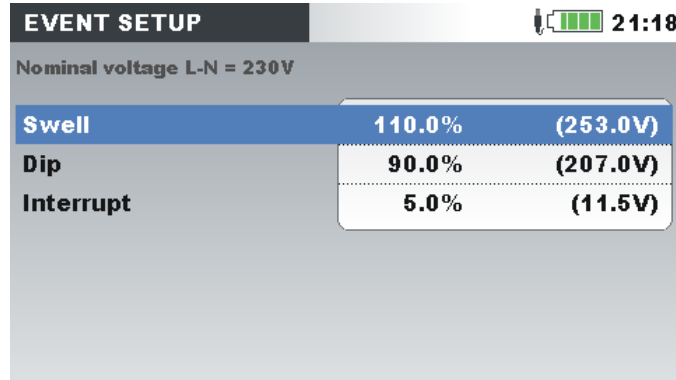 EVENT SETUP 21:18
Nominal voltage L-N = 230V
Swell 110.0% (253.0V)
Dip 90.0% (207.0V)
Interrupt 5.0% (11.5V)